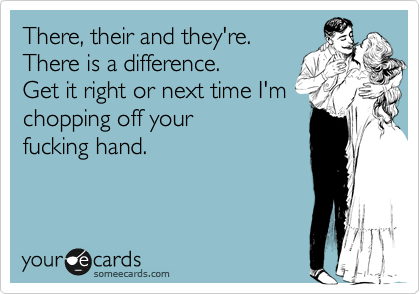 There, their and they're.
There is a difference.
Get it right or next time I'm
chopping off your
fucking hand.
your e cards
someecards.com